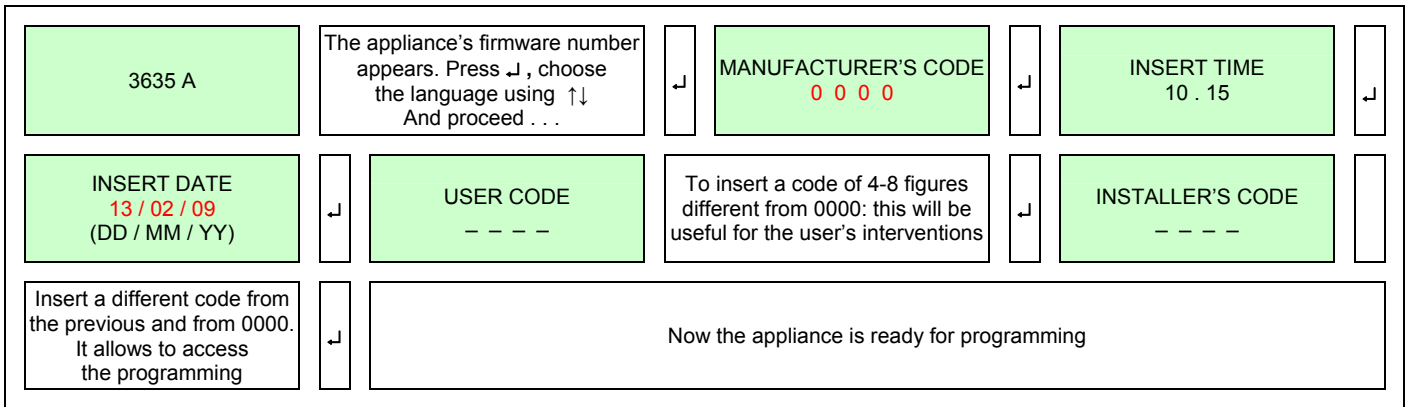 3635 A
The appliance's firmware number
appears. Press ↵ , choose
the language using ↑↓
And proceed . . .
↵
MANUFACTURER'S CODE
0 0 0 0
↵
INSERT TIME
10 . 15
↵
INSERT DATE
13 / 02 / 09
(DD / MM / YY)
↵
USER CODE
_ _ _ _
To insert a code of 4-8 figures
different from 0000: this will be
useful for the user's interventions
↵
INSTALLER'S CODE
_ _ _ _
Insert a different code from
the previous and from 0000.
It allows to access
the programming
↵
Now the appliance is ready for programming